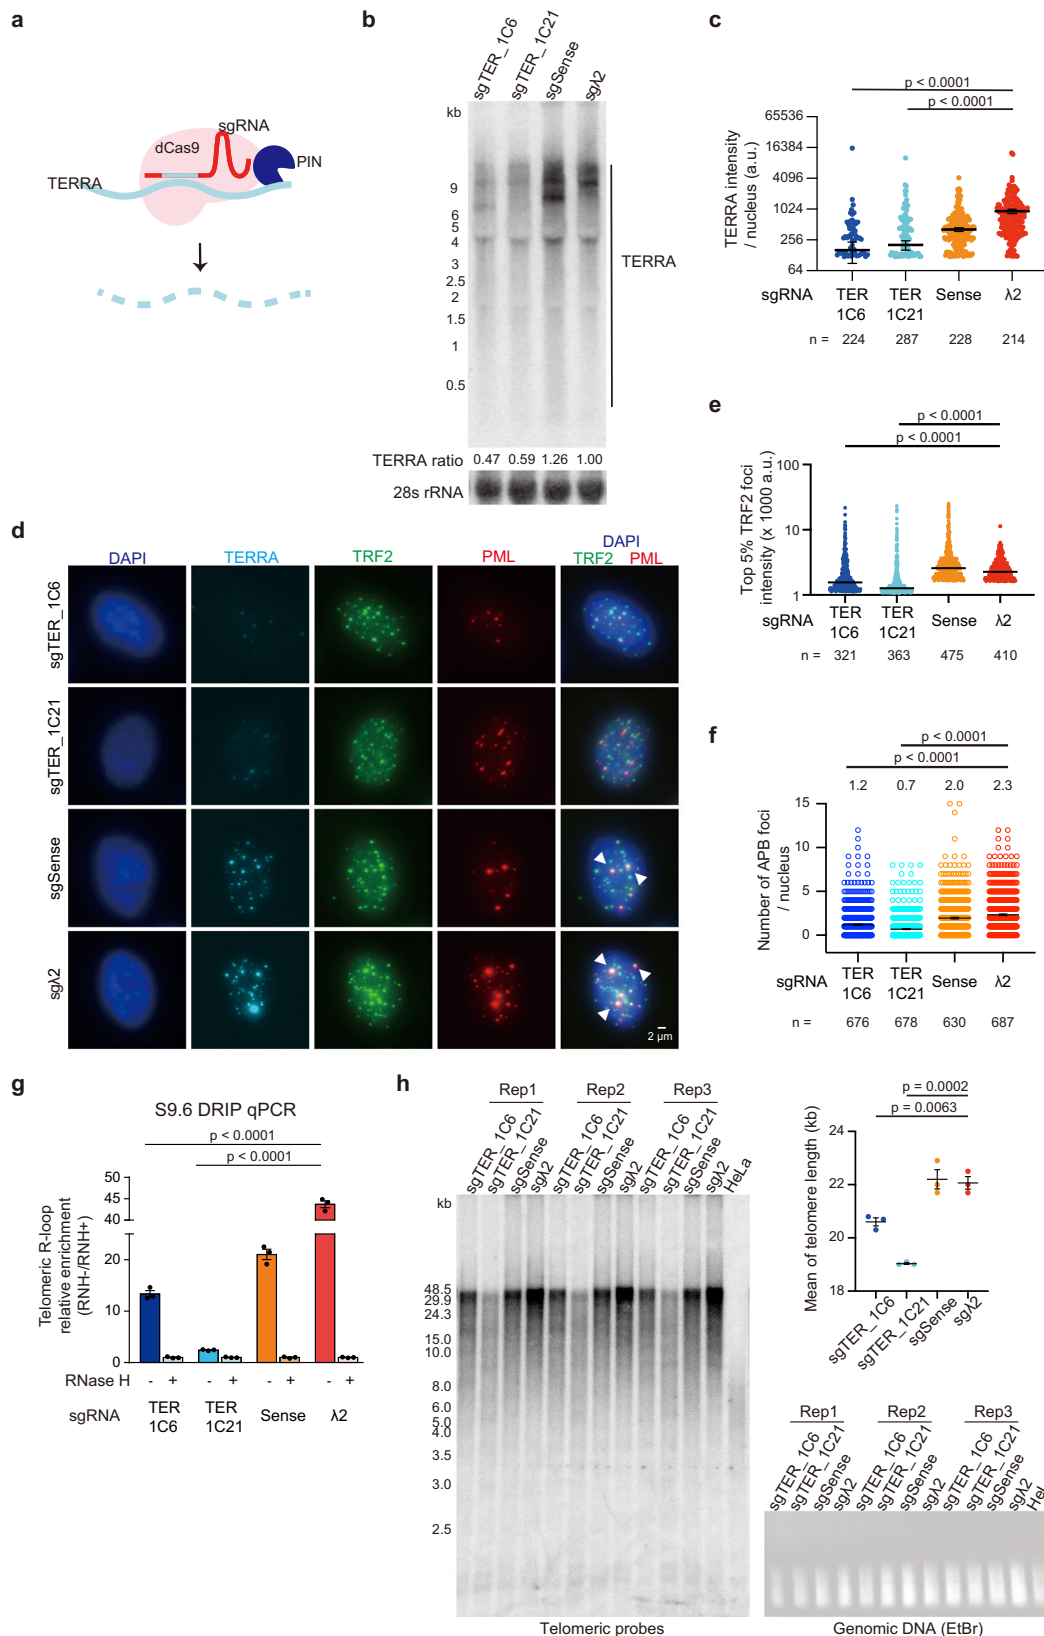 a
dCas9
sgRNA
PIN
TERRA
b
sgTER_1C6
sgTER_1C21
sgSense
sgλ2
kb
9
6
5
4
3
2.5
2
1.5
1
0.5
TERRA
TERRA ratio 0.47 0.59 1.26 1.00
28s rRNA
c
p < 0.0001
p < 0.0001
TERRA intensity
/ nucleus (a.u.)
65536
16384
4096
1024
256
64
sgRNA TER 1C6 TER 1C21 Sense λ2
n = 224 287 228 214
d
DAPI TERRA TRF2 PML DAPI TRF2 PML
sgTER_1C6
sgTER_1C21
sgSense
sgλ2
2 µm
e
p < 0.0001
p < 0.0001
Top 5% TRF2 foci
intensity (x 1000 a.u.)
100
10
1
sgRNA TER 1C6 TER 1C21 Sense λ2
n = 321 363 475 410
f
p < 0.0001
p < 0.0001
1.2 0.7 2.0 2.3
Number of APB foci
/ nucleus
15
10
5
0
sgRNA TER 1C6 TER 1C21 Sense λ2
n = 676 678 630 687
g
S9.6 DRIP qPCR
p < 0.0001
p < 0.0001
Telomeric R-loop
relative enrichment
(RNH-/RNH+)
50
45
40
20
10
0
RNase H - + - + - + - +
sgRNA TER 1C6 TER 1C21 Sense λ2
h
Rep1 Rep2 Rep3
sgTER_1C6 sgTER_1C21 sgSense sgλ2 sgTER_1C6 sgTER_1C21 sgSense sgλ2 sgTER_1C6 sgTER_1C21 sgSense sgλ2 HeLa
kb
48.5
29.9
24.3
15.0
10.0
8.0
6.0
5.0
4.0
3.5
3.0
2.5
Telomeric probes
p = 0.0002
p = 0.0063
Mean of telomere length (kb)
24
22
20
18
sgTER_1C6 sgTER_1C21 sgSense sgλ2
Rep1 Rep2 Rep3
sgTER_1C6 sgTER_1C21 sgSense sgλ2 sgTER_1C6 sgTER_1C21 sgSense sgλ2 sgTER_1C6 sgTER_1C21 sgSense sgλ2 HeL
Genomic DNA (EtBr)